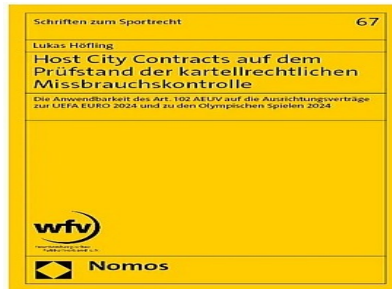 Schriften zum Sportrecht 67
Lukas Höfling
Host City Contracts auf dem
Prüfstand der kartellrechtlichen
Missbrauchskontrolle
Die Anwendbarkeit des Art. 102 AEUV auf die Ausrichtungsverträge
zur UEFA EURO 2024 und zu den Olympischen Spielen 2024
wfv
Nomos